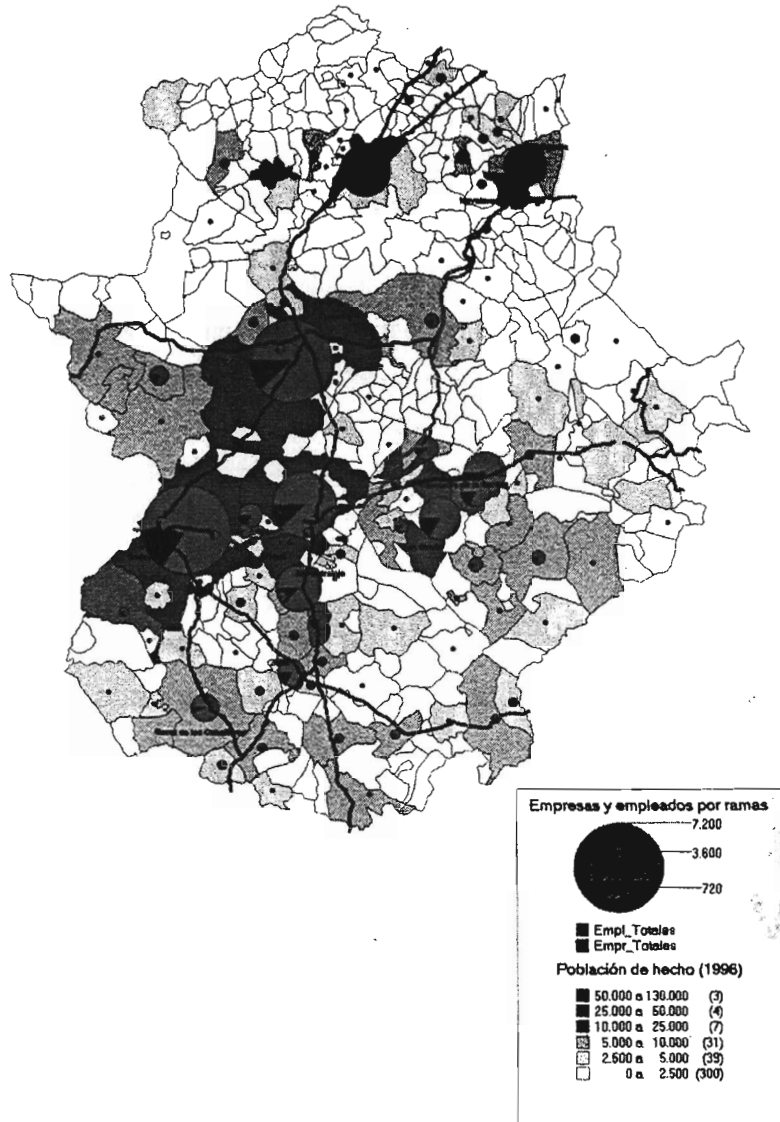 Empresas y empleados por ramas
7.200
3.600
720
Empl_Totales
Empr_Totales
Población de hecho (1996)
50.000 a 130.000 (3)
25.000 a 50.000 (4)
10.000 a 25.000 (7)
5.000 a 10.000 (31)
2.500 a 5.000 (39)
0 a 2.500 (300)